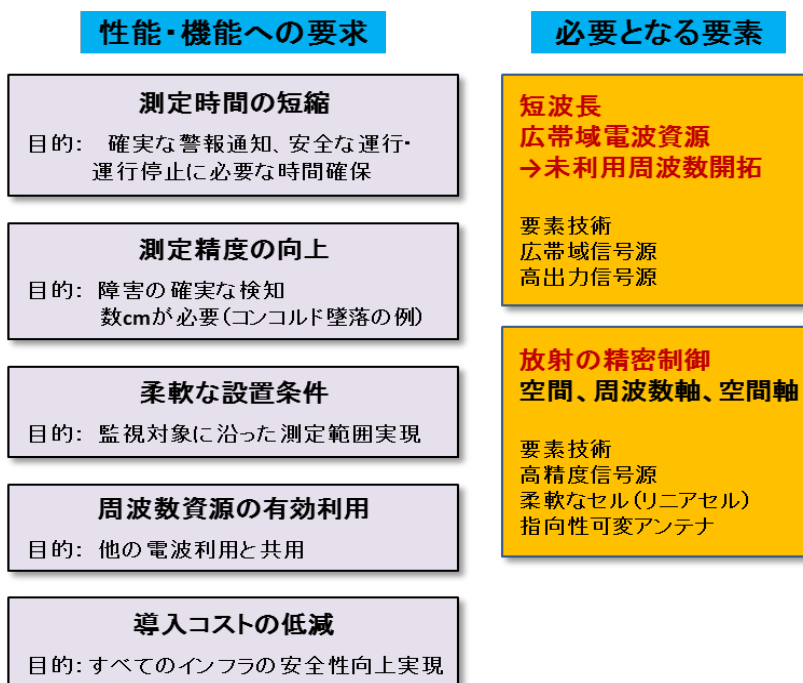 性能・機能への要求
測定時間の短縮
目的： 確実な警報通知、安全な運行・
運行停止に必要な時間確保
測定精度の向上
目的： 障害の確実な検知
数cmが必要（コンコルド墜落の例）
柔軟な設置条件
目的： 監視対象に沿った測定範囲実現
周波数資源の有効利用
目的： 他の電波利用と共用
導入コストの低減
目的：すべてのインフラの安全性向上実現
必要となる要素
短波長
広帯域電波資源
→未利用周波数開拓
要素技術
広帯域信号源
高出力信号源
放射の精密制御
空間、周波数軸、空間軸
要素技術
高精度信号源
柔軟なセル（リニアセル）
指向性可変アンテナ